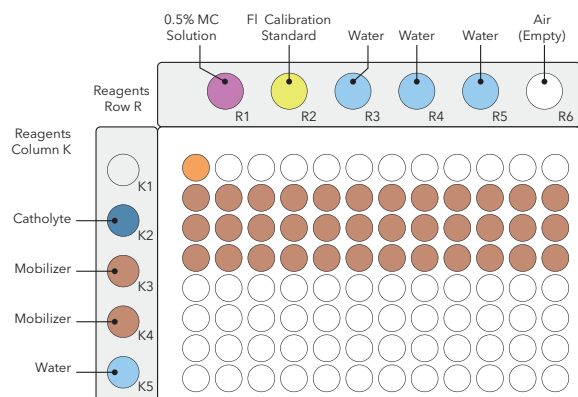 0.5% MC
Solution
Fl Calibration
Standard
Water
Water
Water
Air
(Empty)
Reagents
Row R
R1
R2
R3
R4
R5
R6
Reagents
Column K
K1
Catholyte
K2
Mobilizer
K3
Mobilizer
K4
Water
K5